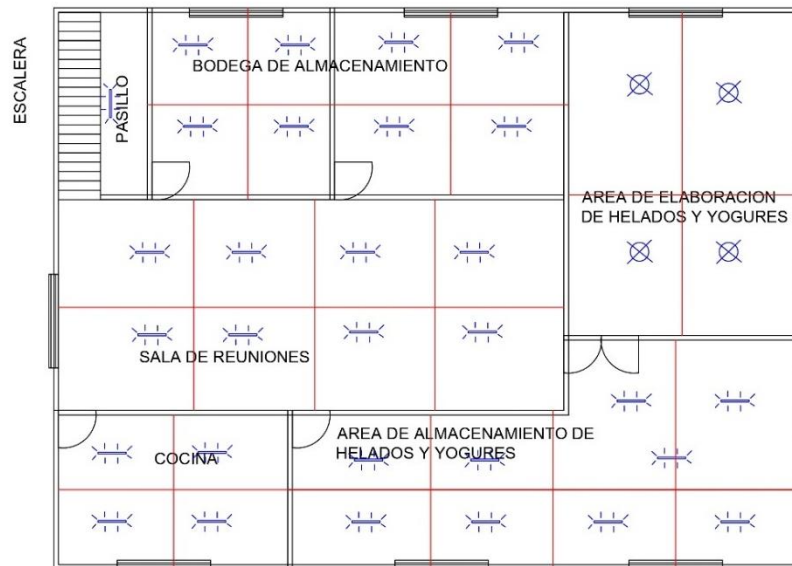 ESCALERA
PASILLO
BODEGA DE ALMACENAMIENTO
AREA DE ELABORACION
DE HELADOS Y YOGURES
SALA DE REUNIONES
COCINA
AREA DE ALMACENAMIENTO DE
HELADOS Y YOGURES